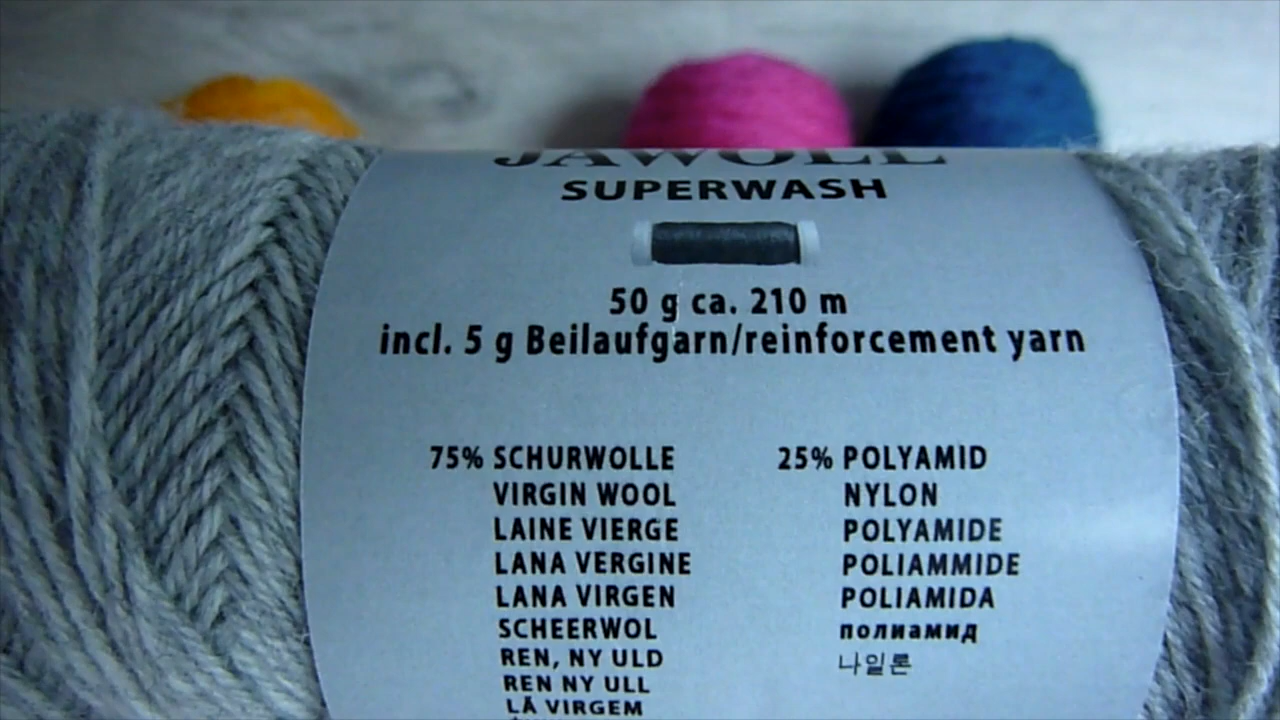 JAWOLL
SUPERWASH
50 g ca. 210 m
incl. 5 g Beilaufgarn/reinforcement yarn
75% SCHURWOLLE
VIRGIN WOOL
LAINE VIERGE
LANA VERGINE
LANA VIRGEN
SCHEERWOL
REN, NY ULD
REN NY ULL
LÃ VIRGEM
25% POLYAMID
NYLON
POLYAMIDE
POLIAMMIDE
POLIAMIDA
полиамид
나일론